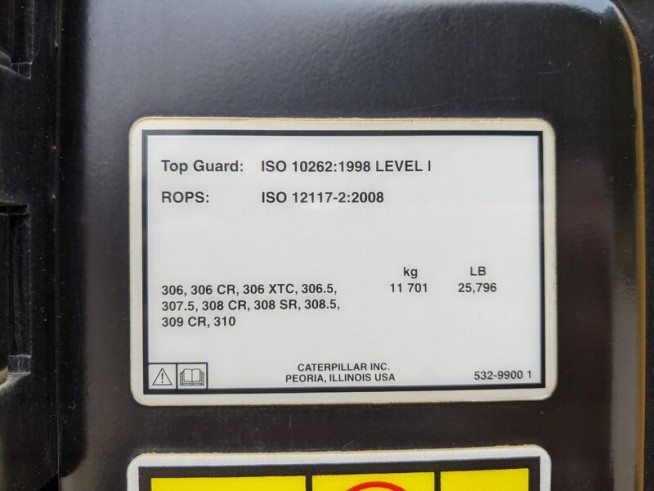 Top Guard: ISO 10262:1998 LEVEL I
ROPS: ISO 12117-2:2008
kg LB
306, 306 CR, 306 XTC, 306.5, 11 701 25,796
307.5, 308 CR, 308 SR, 308.5,
309 CR, 310
CATERPILLAR INC.
PEORIA, ILLINOIS USA 532-9900 1